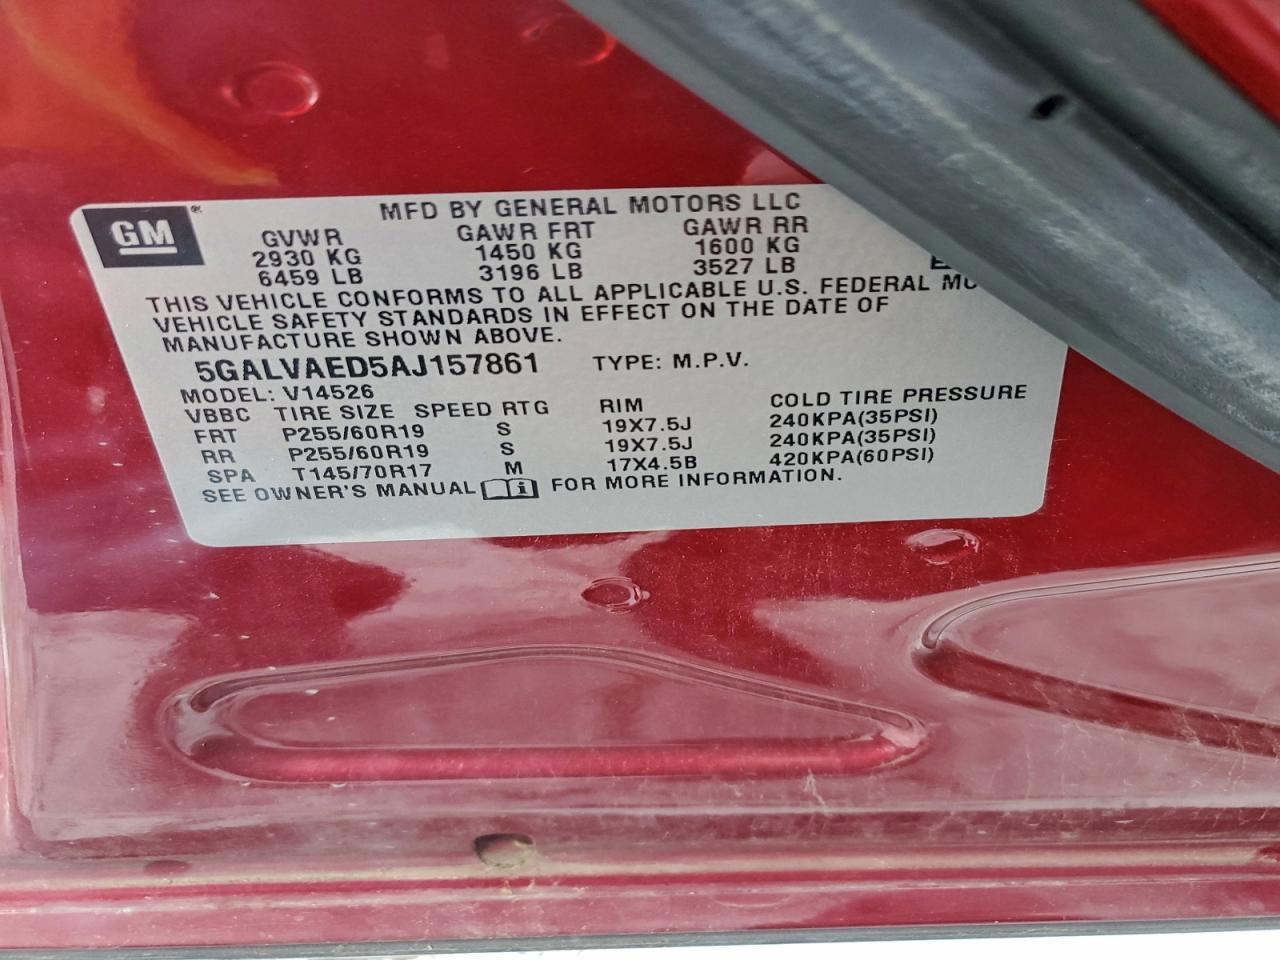 GM ®
MFD BY GENERAL MOTORS LLC
GVWR GAWR FRT GAWR RR
2930 KG 1450 KG 1600 KG
6459 LB 3196 LB 3527 LB
THIS VEHICLE CONFORMS TO ALL APPLICABLE U.S. FEDERAL
VEHICLE SAFETY STANDARDS IN EFFECT ON THE DATE OF
MANUFACTURE SHOWN ABOVE.
5GALVAED5AJ157861 TYPE: M.P.V.
MODEL: V14526
VBBC TIRE SIZE SPEED RTG RIM COLD TIRE PRESSURE
FRT P255/60R19 S 19X7.5J 240KPA(35PSI)
RR P255/60R19 S 19X7.5J 240KPA(35PSI)
SPA T145/70R17 M 17X4.5B 420KPA(60PSI)
SEE OWNER'S MANUAL i FOR MORE INFORMATION.